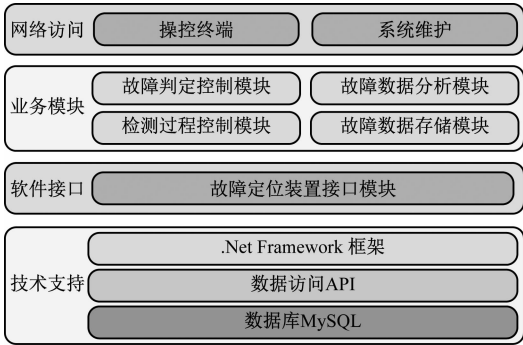 网络访问 操控终端 系统维护
业务模块
故障判定控制模块 故障数据分析模块
检测过程控制模块 故障数据存储模块
软件接口 故障定位装置接口模块
技术支持
.Net Framework 框架
数据访问API
数据库MySQL